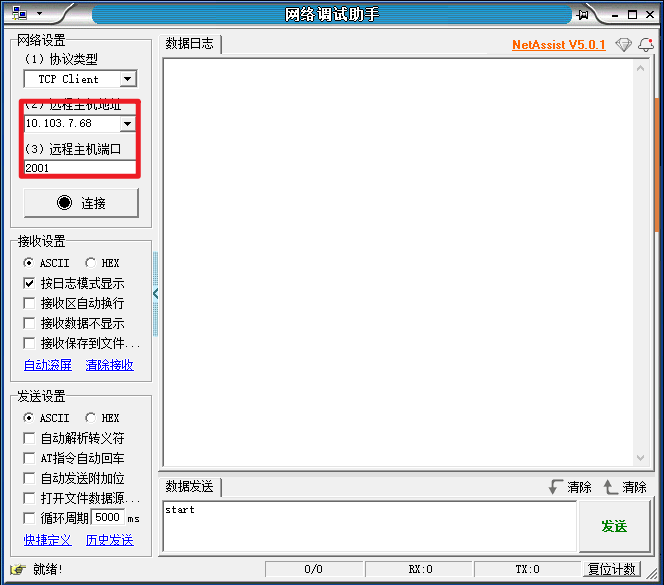 网络调试助手
网络设置
(1) 协议类型
TCP Client
(2) 远程主机地址
10.103.7.68
(3) 远程主机端口
2001
连接
接收设置
ASCII HEX
按日志模式显示
接收区自动换行
接收数据不显示
接收保存到文件...
自动滚屏 清除接收
发送设置
ASCII HEX
自动解析转义符
AT指令自动回车
自动发送附加位
打开文件数据源...
循环周期 5000 ms
快捷定义 历史发送
数据日志
NetAssist V5.0.1
数据发送
清除 清除
start
发送
就绪!
0/0
RX:0
TX:0
复位计数